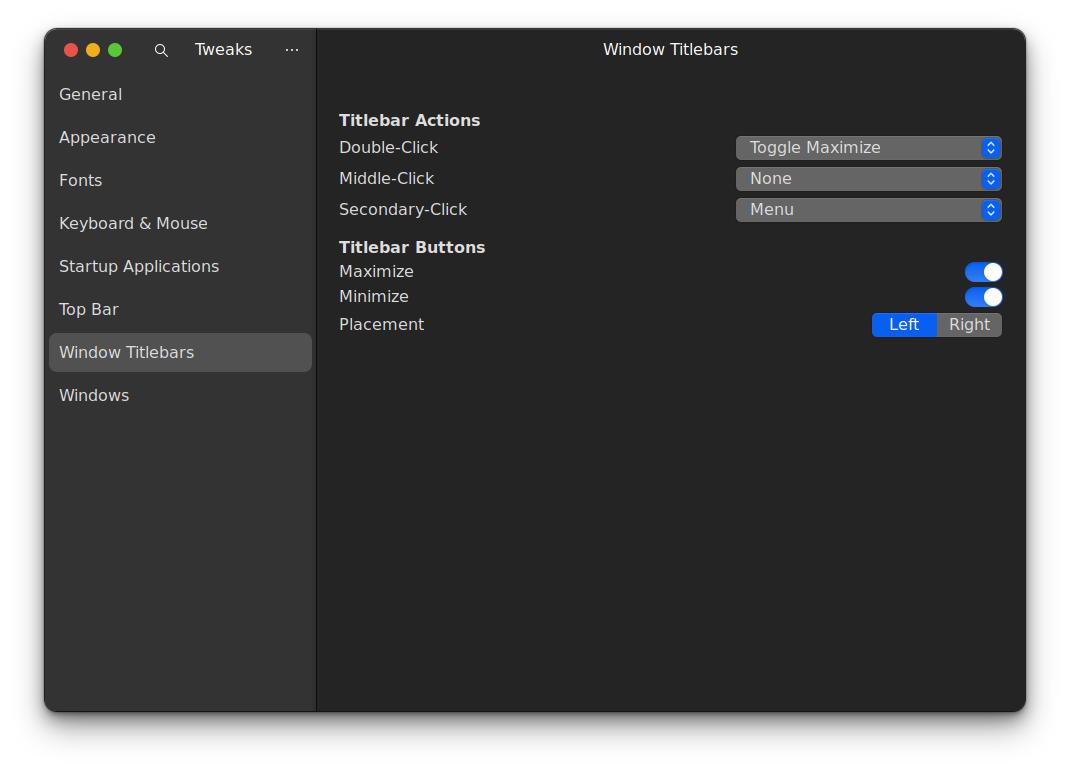 Tweaks
General
Appearance
Fonts
Keyboard & Mouse
Startup Applications
Top Bar
Window Titlebars
Windows
Window Titlebars
Titlebar Actions
Double-Click Toggle Maximize
Middle-Click None
Secondary-Click Menu
Titlebar Buttons
Maximize
Minimize
Placement Left Right